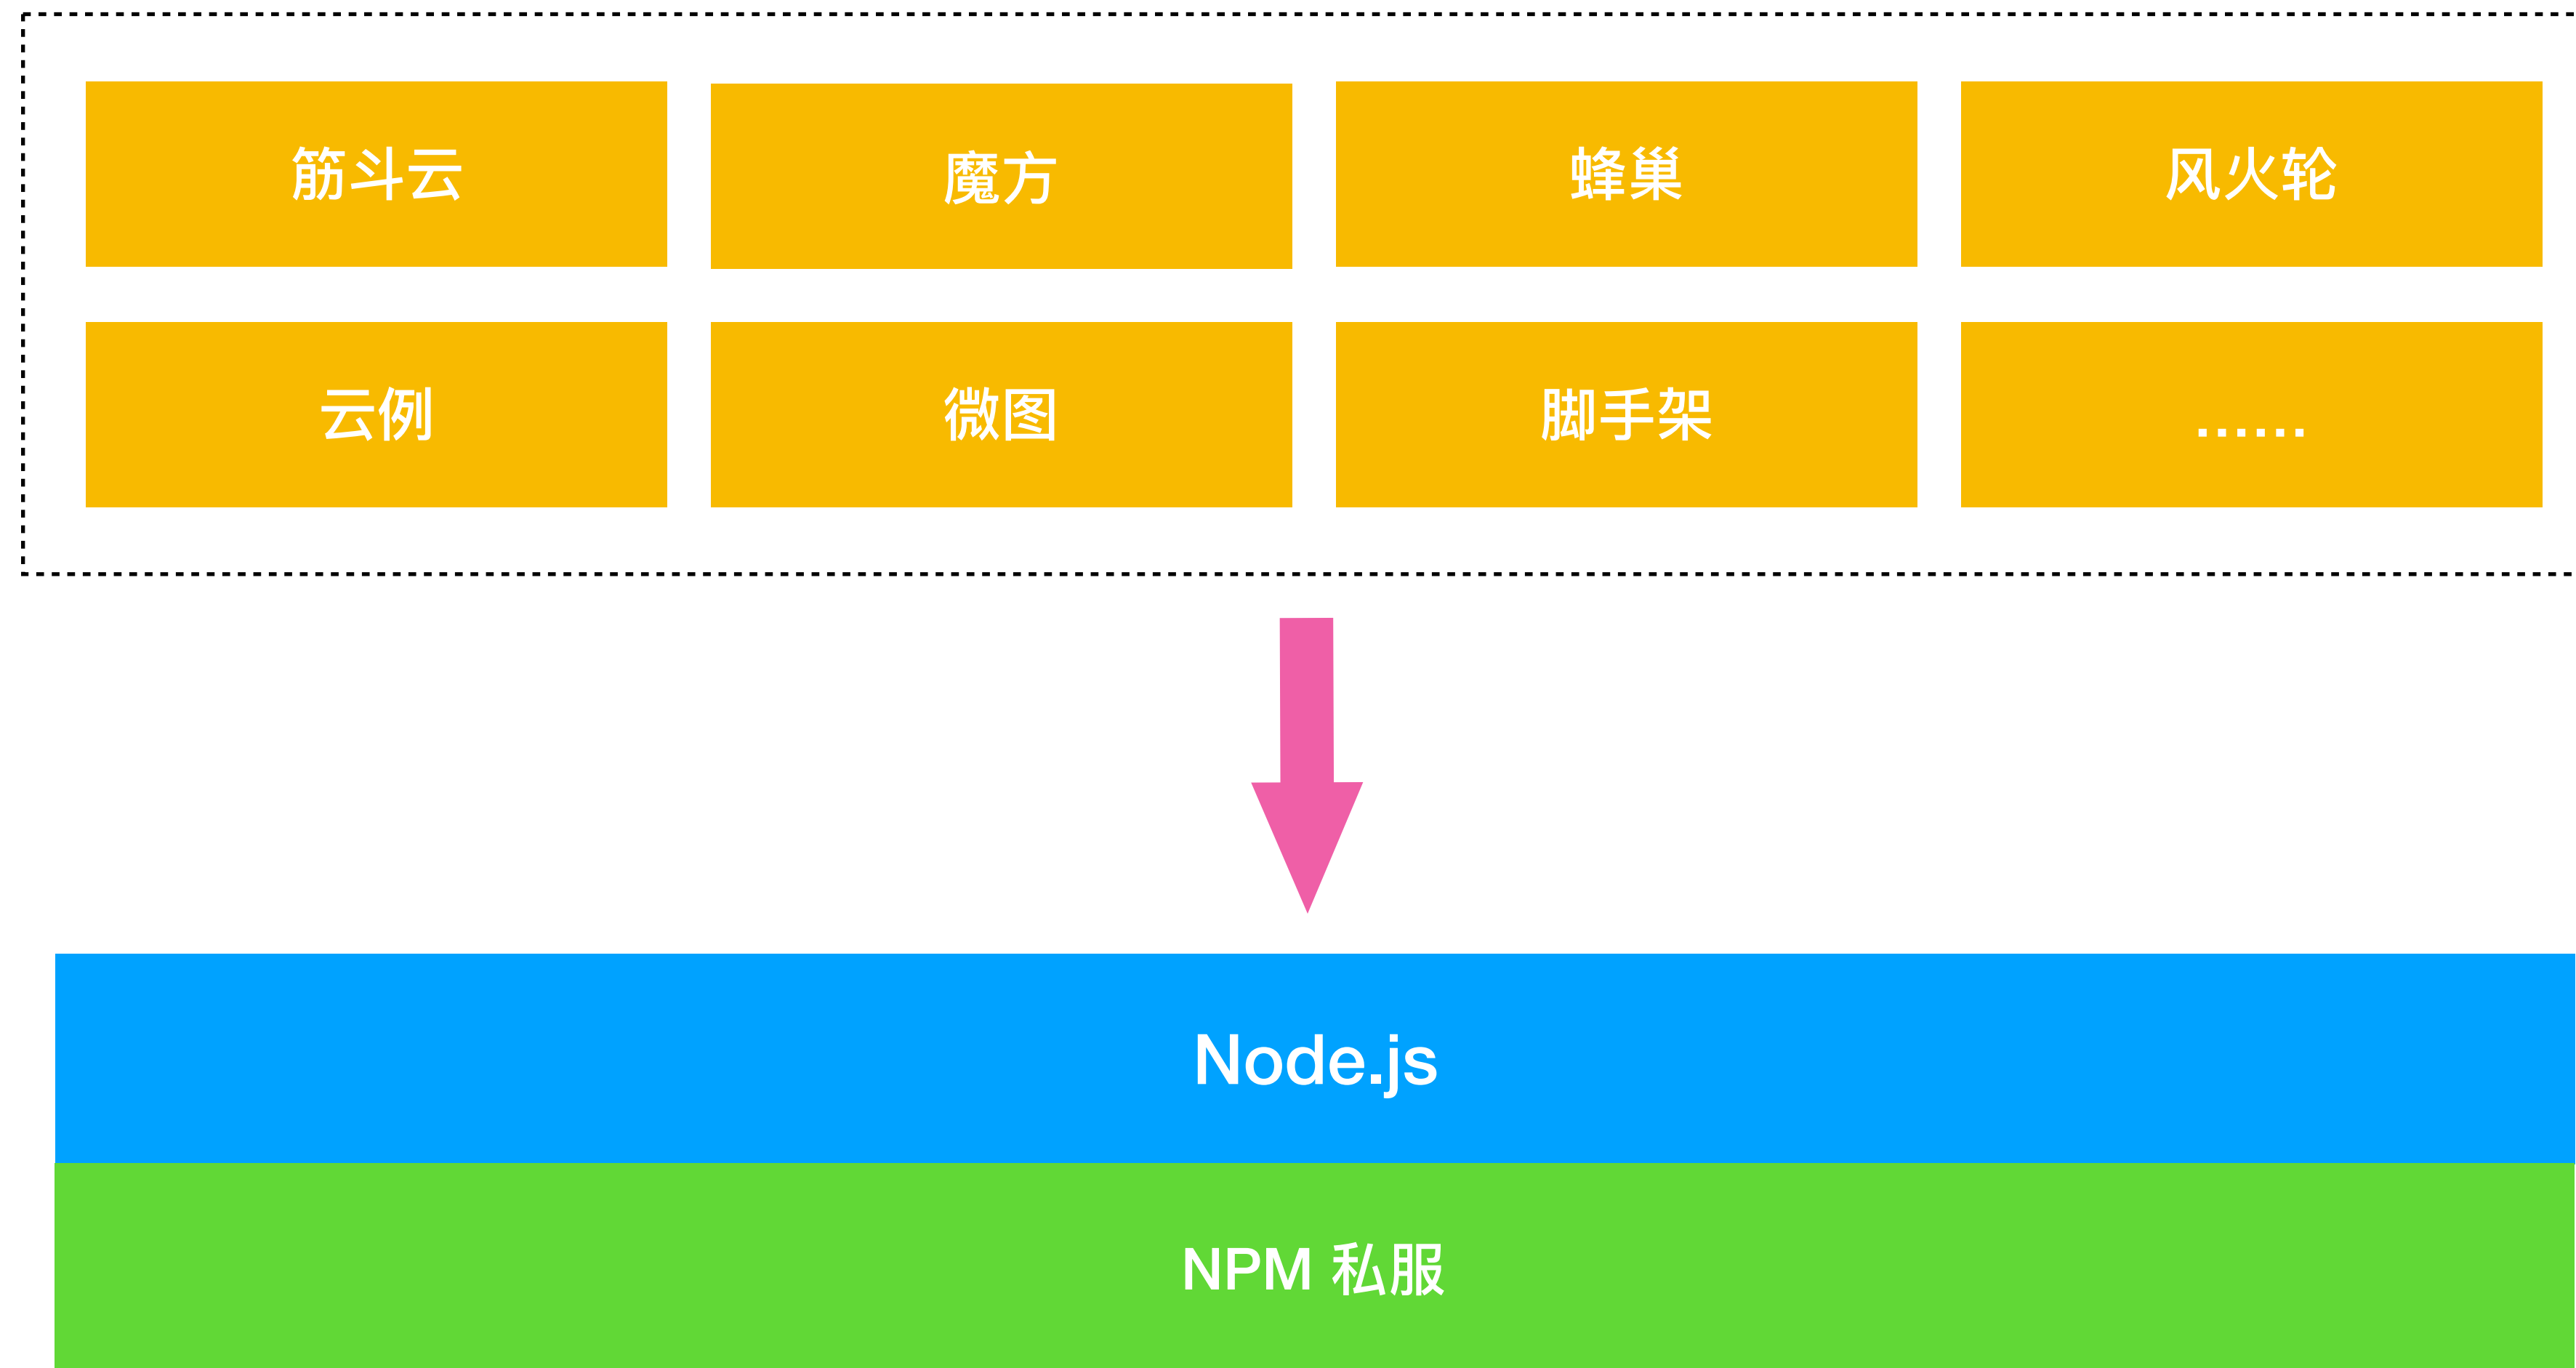 筋斗云
魔方
蜂巢
风火轮
云例
微图
脚手架
......
Node.js
NPM 私服